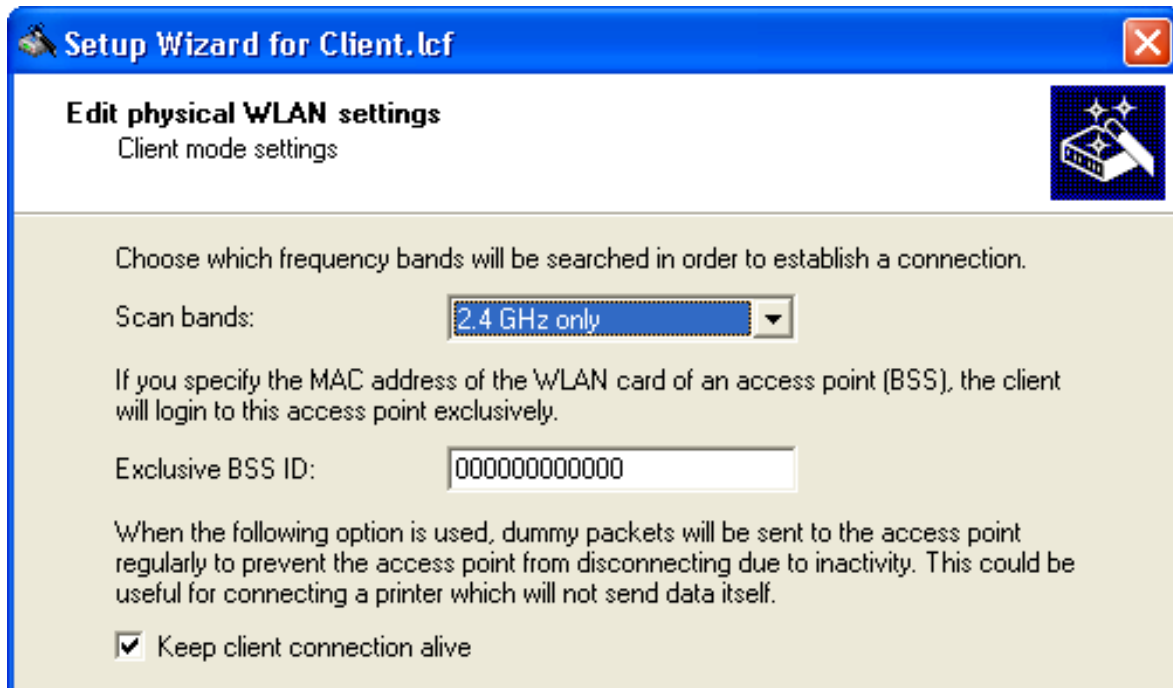 Setup Wizard for Client.lcf
Edit physical WLAN settings
Client mode settings
Choose which frequency bands will be searched in order to establish a connection.
Scan bands:
2.4 GHz only
If you specify the MAC address of the WLAN card of an access point (BSS), the client
will login to this access point exclusively.
Exclusive BSS ID:
000000000000
When the following option is used, dummy packets will be sent to the access point
regularly to prevent the access point from disconnecting due to inactivity. This could be
useful for connecting a printer which will not send data itself.
Keep client connection alive